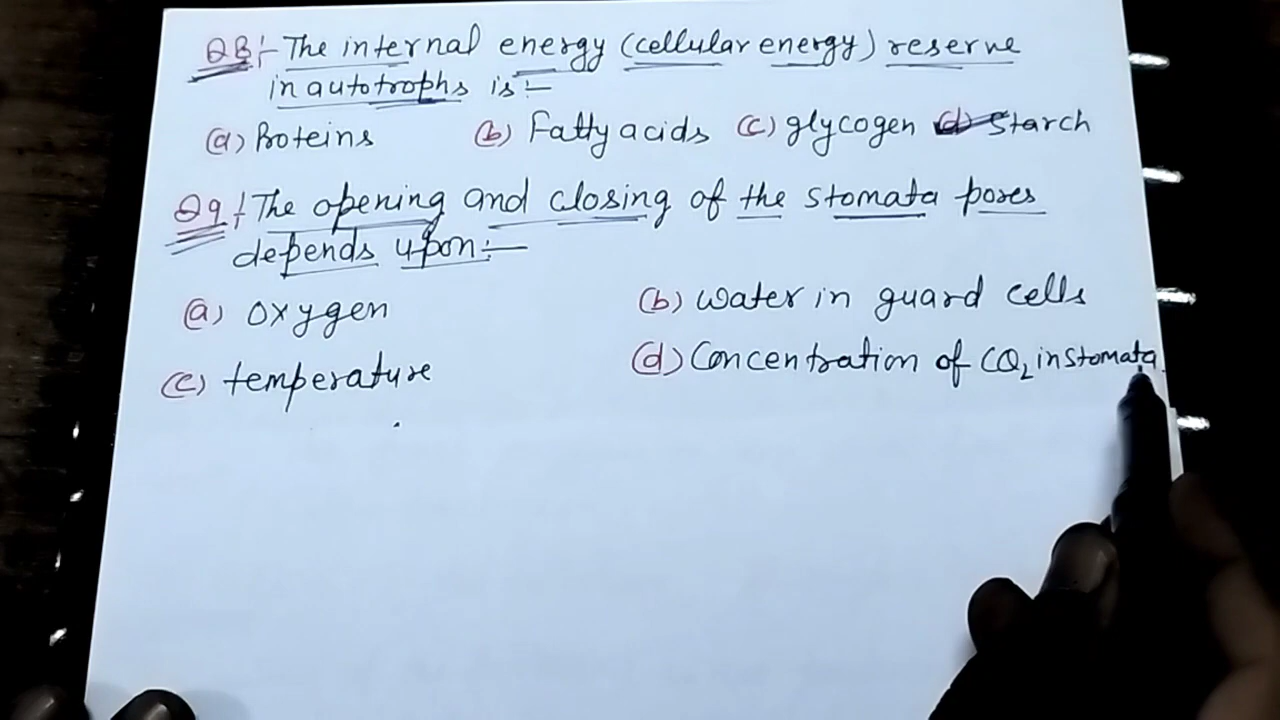 Q8:- The internal energy (cellular energy) reserve
in autotrophs is:-
(a) Proteins (b) Fatty acids (c) glycogen (d) Starch
Q9:- The opening and closing of the stomata pores
depends upon:-
(a) oxygen (b) water in guard cells
(c) temperature (d) Concentration of CO₂ in stomata.